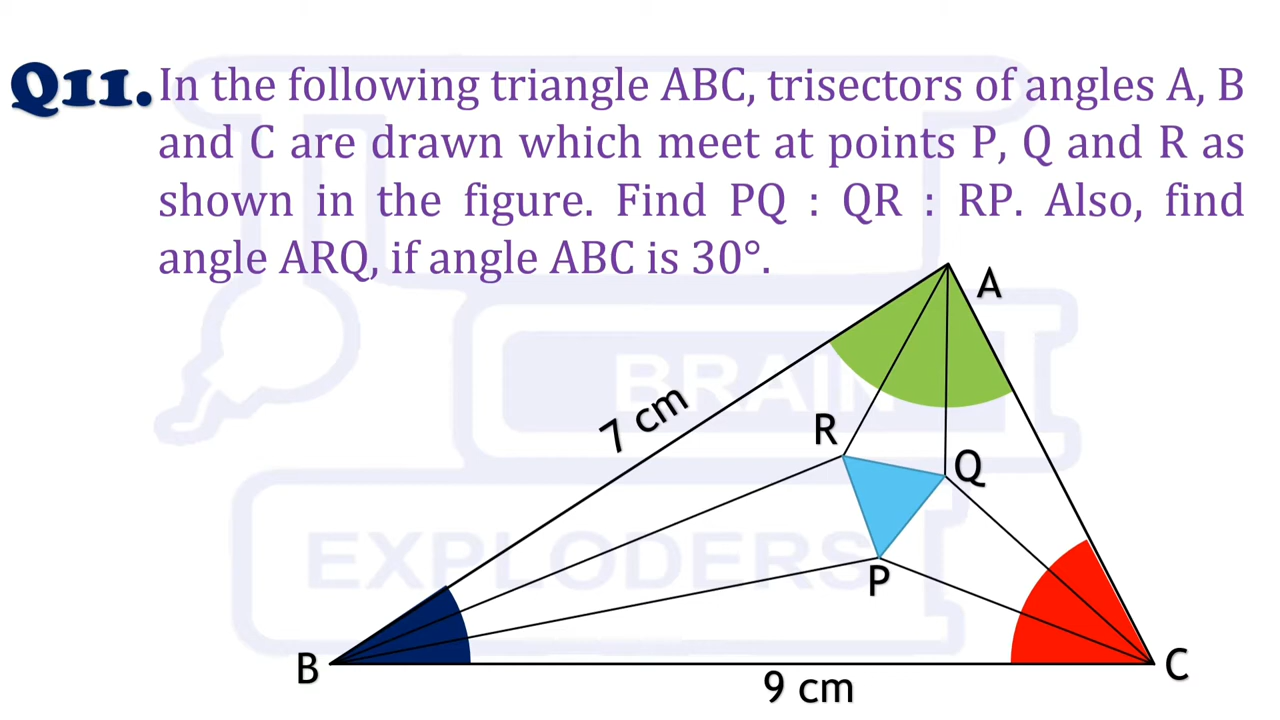 Q11. In the following triangle ABC, trisectors of angles A, B
and C are drawn which meet at points P, Q and R as
shown in the figure. Find PQ : QR : RP. Also, find
angle ARQ, if angle ABC is 30°.
A
BRAIN
7 cm
R
Q
EXPLODERS
P
B
C
9 cm